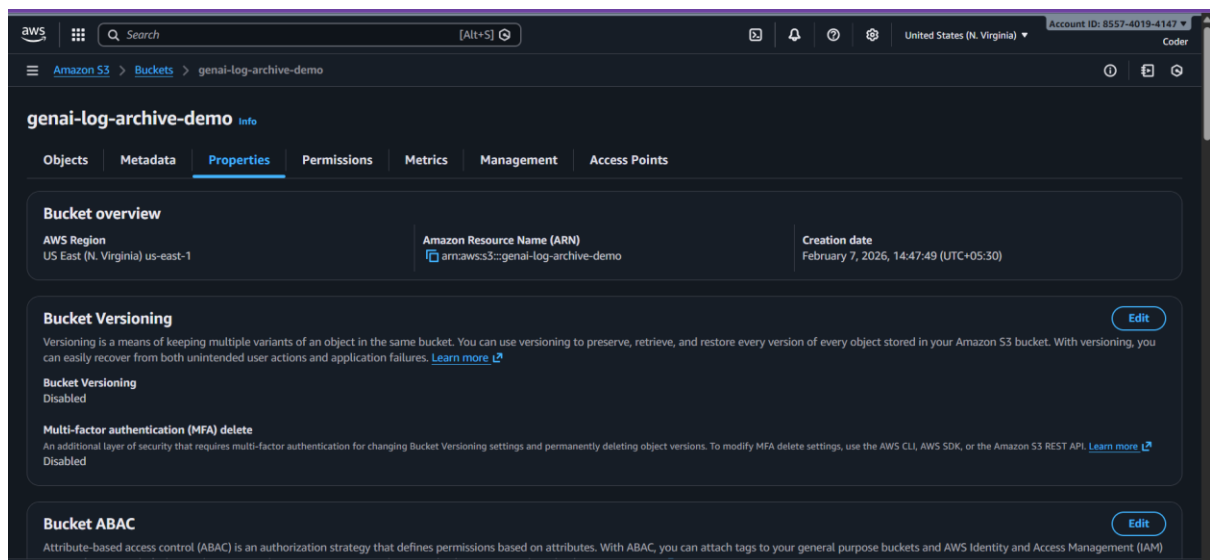 aws
Search [Alt+S]
United States (N. Virginia) ▼
Account ID: 8557-4019-4147 ▼
Coder
Amazon S3 > Buckets > genai-log-archive-demo
genai-log-archive-demo Info
Objects Metadata Properties Permissions Metrics Management Access Points
Bucket overview
AWS Region
US East (N. Virginia) us-east-1
Amazon Resource Name (ARN)
arn:aws:s3:::genai-log-archive-demo
Creation date
February 7, 2026, 14:47:49 (UTC+05:30)
Bucket Versioning
Edit
Versioning is a means of keeping multiple variants of an object in the same bucket. You can use versioning to preserve, retrieve, and restore every version of every object stored in your Amazon S3 bucket. With versioning, you
can easily recover from both unintended user actions and application failures. Learn more
Bucket Versioning
Disabled
Multi-factor authentication (MFA) delete
An additional layer of security that requires multi-factor authentication for changing Bucket Versioning settings and permanently deleting object versions. To modify MFA delete settings, use the AWS CLI, AWS SDK, or the Amazon S3 REST API. Learn more
Disabled
Bucket ABAC
Edit
Attribute-based access control (ABAC) is an authorization strategy that defines permissions based on attributes. With ABAC, you can attach tags to your general purpose buckets and AWS Identity and Access Management (IAM)